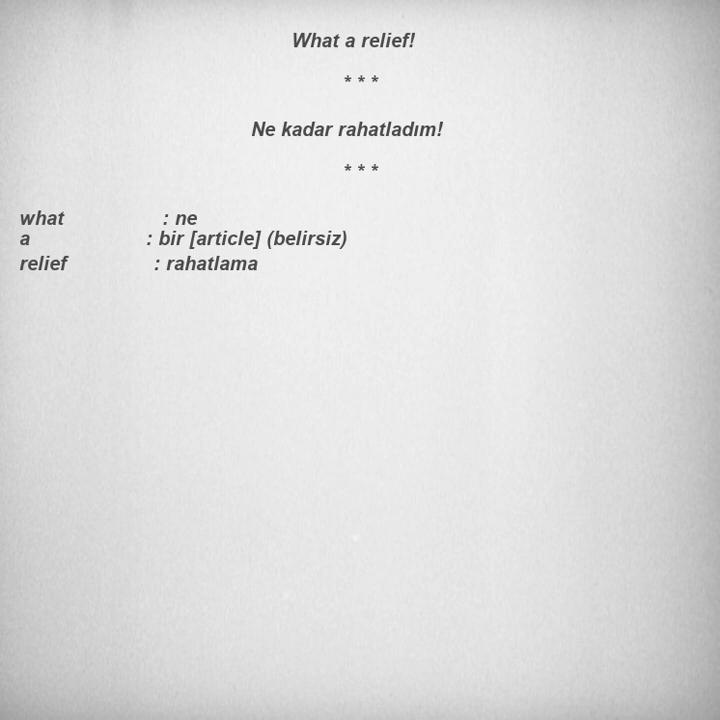 What a relief!
* * *
Ne kadar rahatladım!
* * *
what : ne
a : bir [article] (belirsiz)
relief : rahatlama